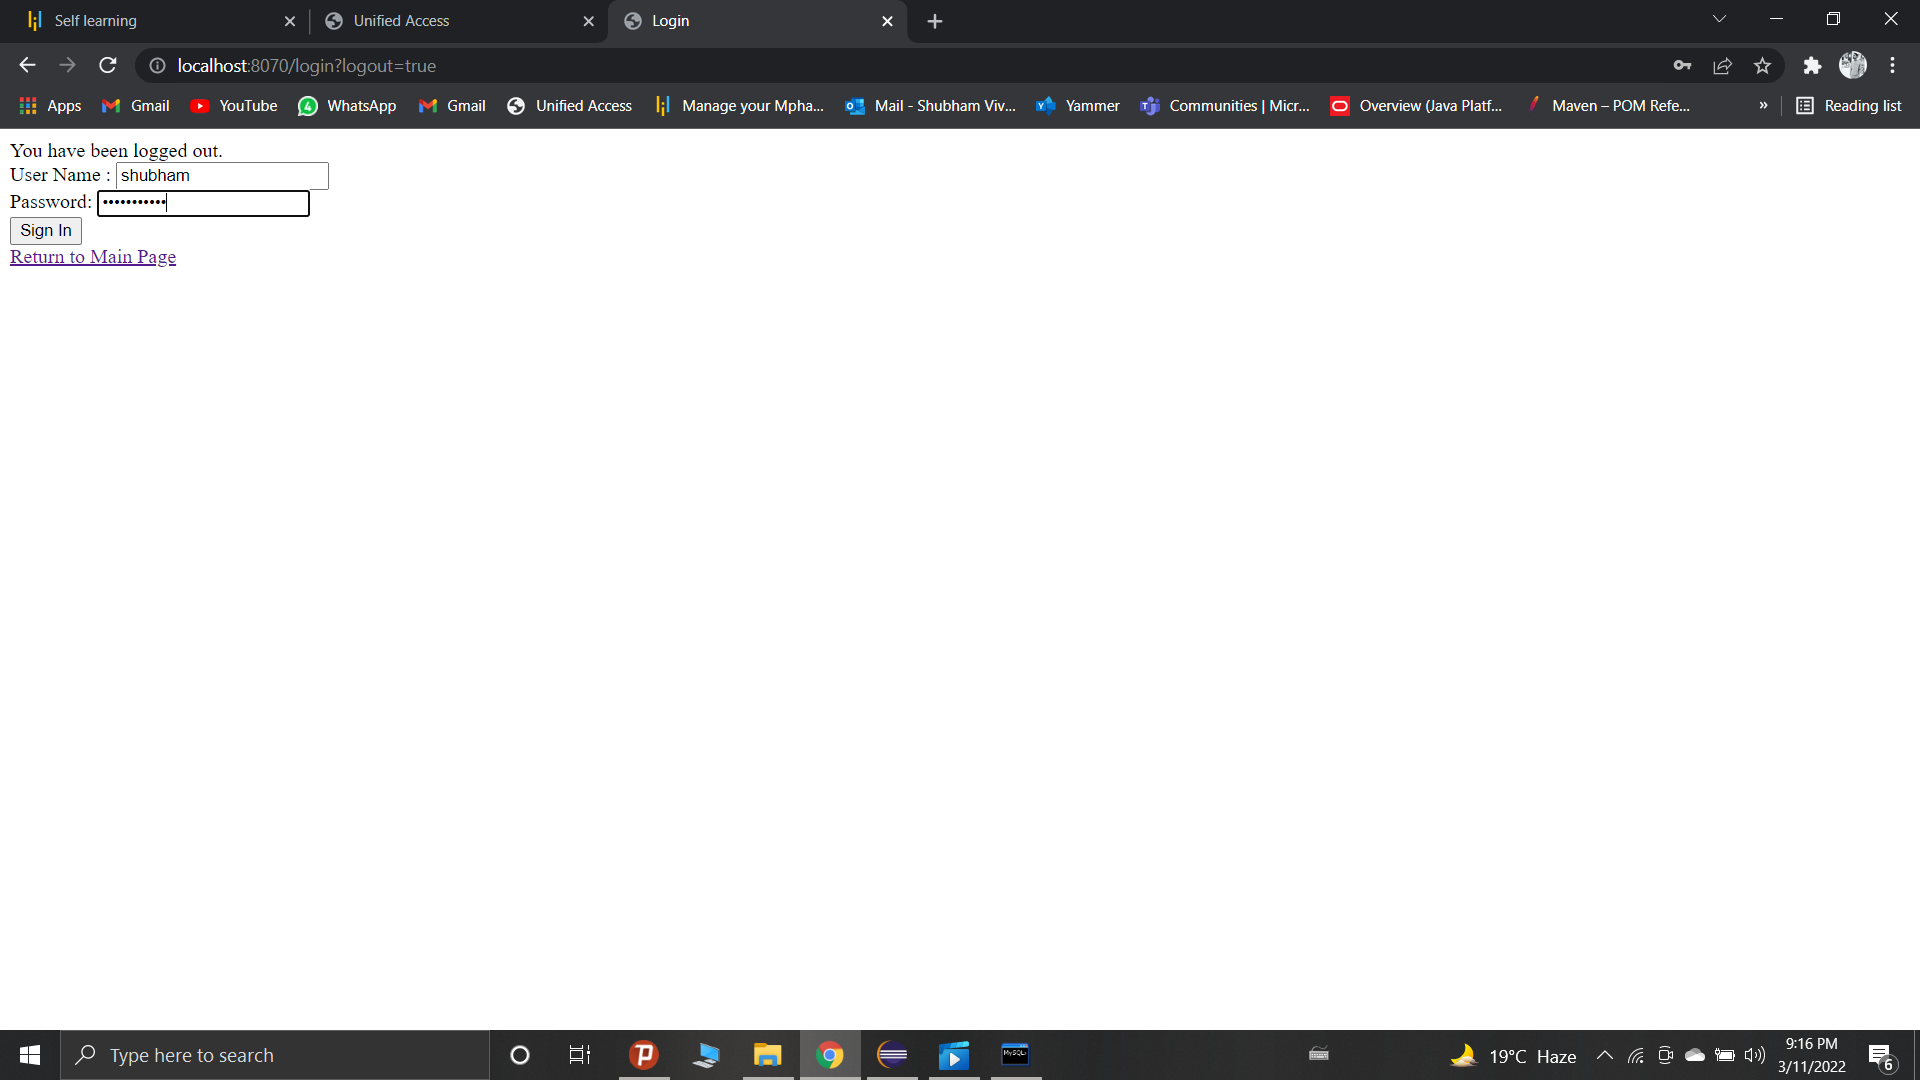 Self learning
Unified Access
Login
localhost:8070/login?logout=true
Apps
Gmail
YouTube
4
WhatsApp
Gmail
Unified Access
Manage your Mpha...
Mail - Shubham Viv...
Yammer
Communities | Micr...
Overview (Java Platf...
Maven – POM Refe...
»
Reading list
You have been logged out.
User Name : shubham
Password: •••••••••••
Sign In
Return to Main Page
Type here to search
MySQL
19°C Haze
9:16 PM
3/11/2022
6